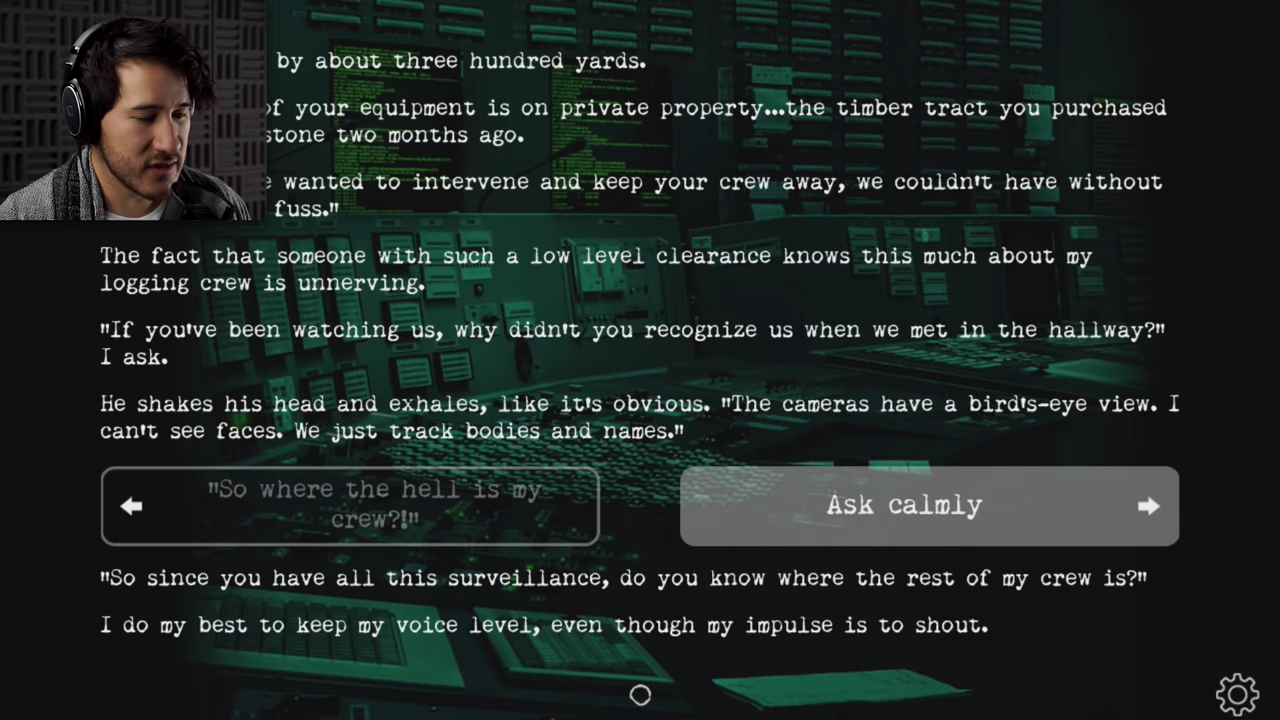 by about three hundred yards.
of your equipment is on private property...the timber tract you purchased
stone two months ago.
wanted to intervene and keep your crew away, we couldn't have without
fuss."
The fact that someone with such a low level clearance knows this much about my
logging crew is unnerving.
"If you've been watching us, why didn't you recognize us when we met in the hallway?"
I ask.
He shakes his head and exhales, like it's obvious. "The cameras have a bird's-eye view. I
can't see faces. We just track bodies and names."
"So where the hell is my
crew?!"
Ask calmly
"So since you have all this surveillance, do you know where the rest of my crew is?"
I do my best to keep my voice level, even though my impulse is to shout.